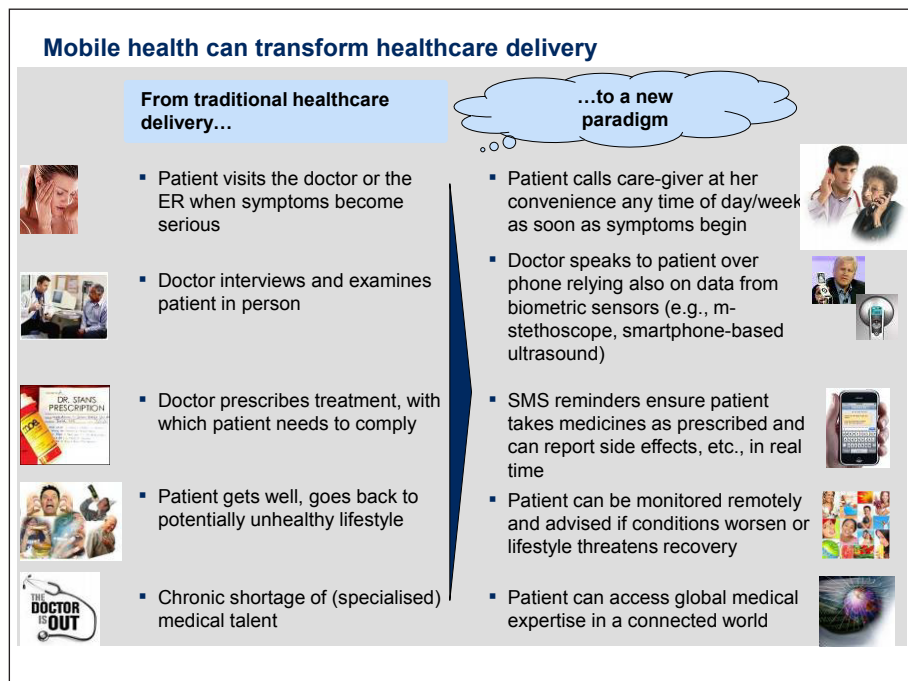 Mobile health can transform healthcare delivery
From traditional healthcare
delivery…
…to a new
paradigm
▪ Patient visits the doctor or the
ER when symptoms become
serious
▪ Patient calls care-giver at her
convenience any time of day/week
as soon as symptoms begin
▪ Doctor interviews and examines
patient in person
▪ Doctor speaks to patient over
phone relying also on data from
biometric sensors (e.g., m-
stethoscope, smartphone-based
ultrasound)
DR. STANS
PRESCRIPTION
▪ Doctor prescribes treatment, with
which patient needs to comply
▪ SMS reminders ensure patient
takes medicines as prescribed and
can report side effects, etc., in real
time
▪ Patient gets well, goes back to
potentially unhealthy lifestyle
▪ Patient can be monitored remotely
and advised if conditions worsen or
lifestyle threatens recovery
THE
DOCTOR
IS OUT
▪ Chronic shortage of (specialised)
medical talent
▪ Patient can access global medical
expertise in a connected world